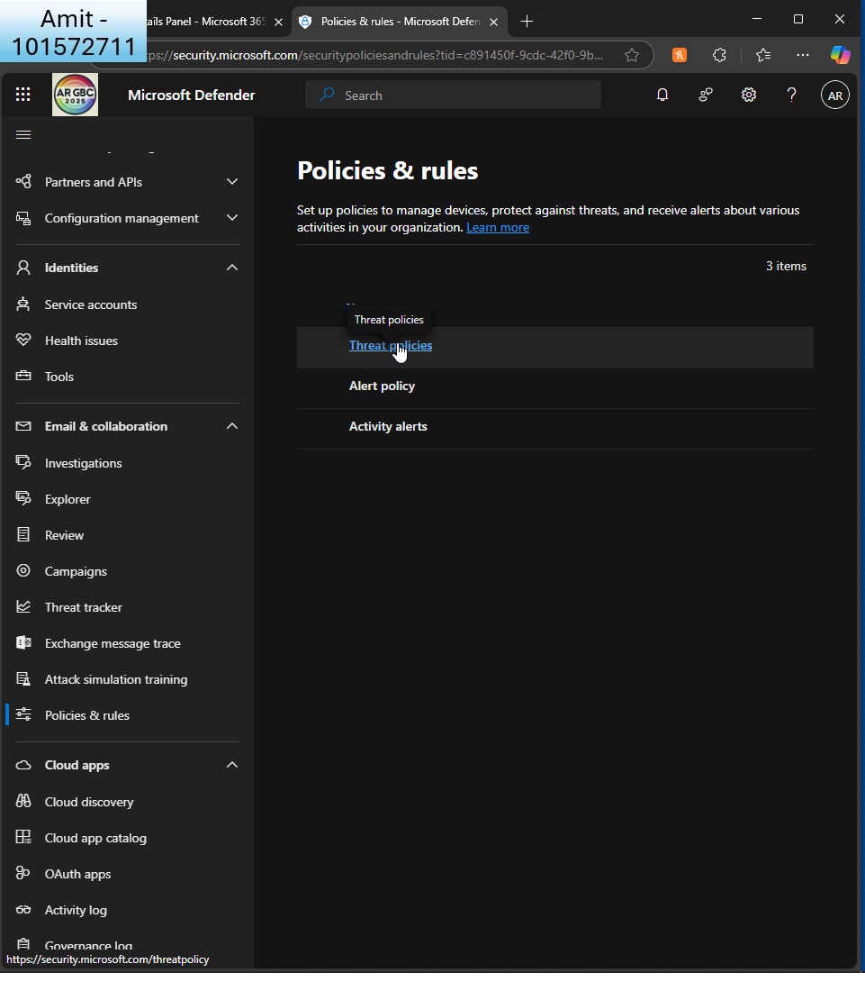 Amit -
101572711
ails Panel - Microsoft 365
Policies & rules - Microsoft Defen
ps://security.microsoft.com/securitypoliciesandrules?tid=c891450f-9cdc-42f0-9b...
AR GBC
2025
Microsoft Defender
Search
AR
Partners and APIs
Configuration management
Identities
Service accounts
Health issues
Tools
Email & collaboration
Investigations
Explorer
Review
Campaigns
Threat tracker
Exchange message trace
Attack simulation training
Policies & rules
Cloud apps
Cloud discovery
Cloud app catalog
OAuth apps
Activity log
Governance log
https://security.microsoft.com/threatpolicy
Policies & rules
Set up policies to manage devices, protect against threats, and receive alerts about various
activities in your organization. Learn more
3 items
Threat policies
Threat policies
Alert policy
Activity alerts